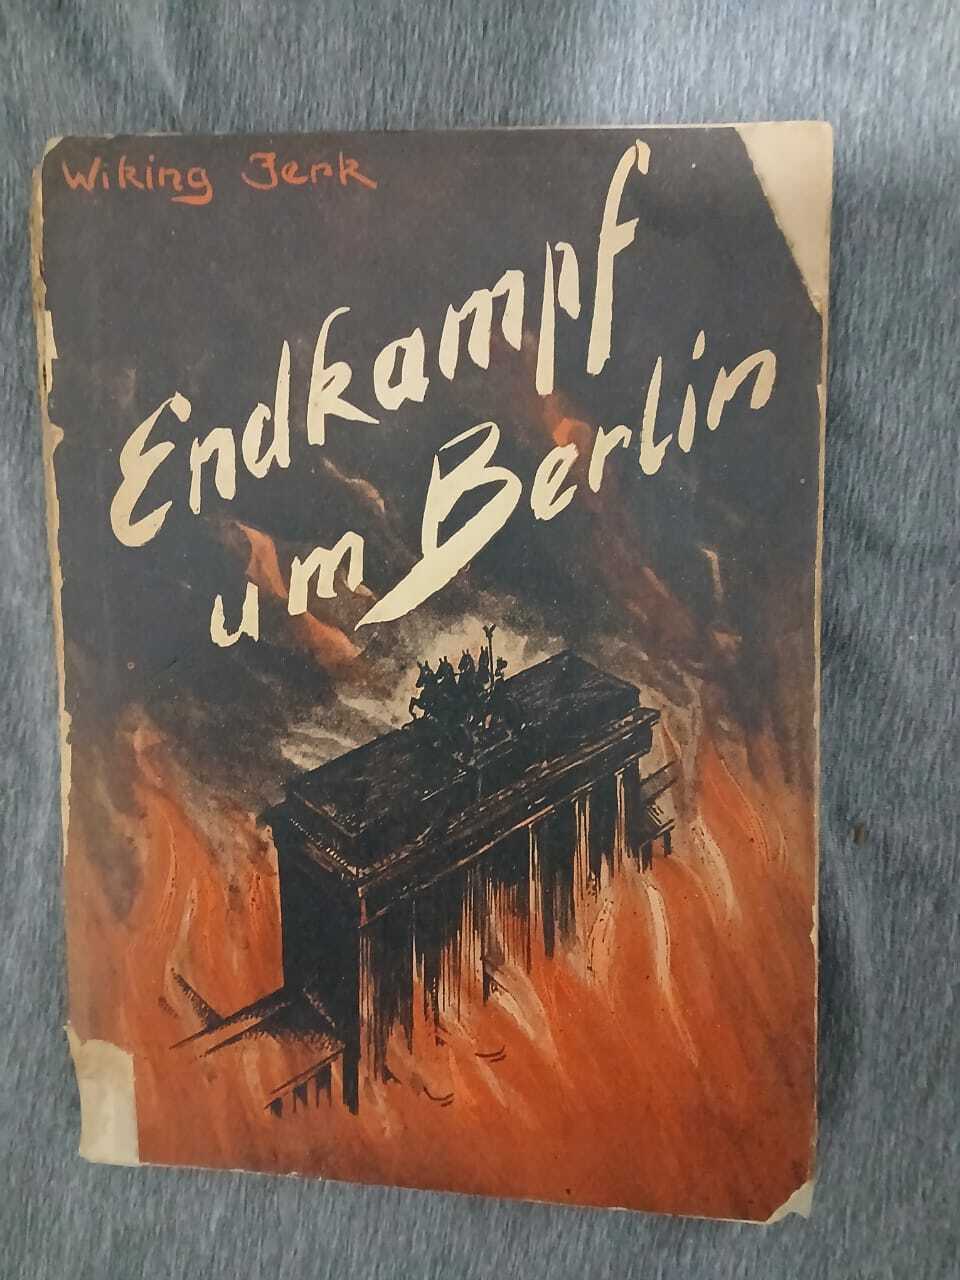 Wiking Jerk
Endkampf
um Berlin